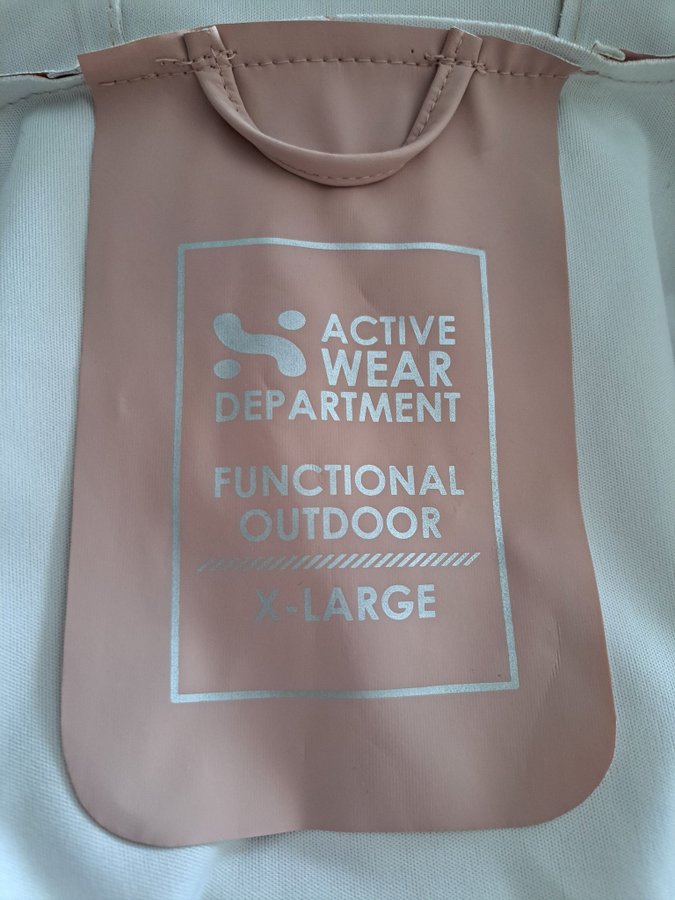 ACTIVE
WEAR
DEPARTMENT
FUNCTIONAL
OUTDOOR
X-LARGE